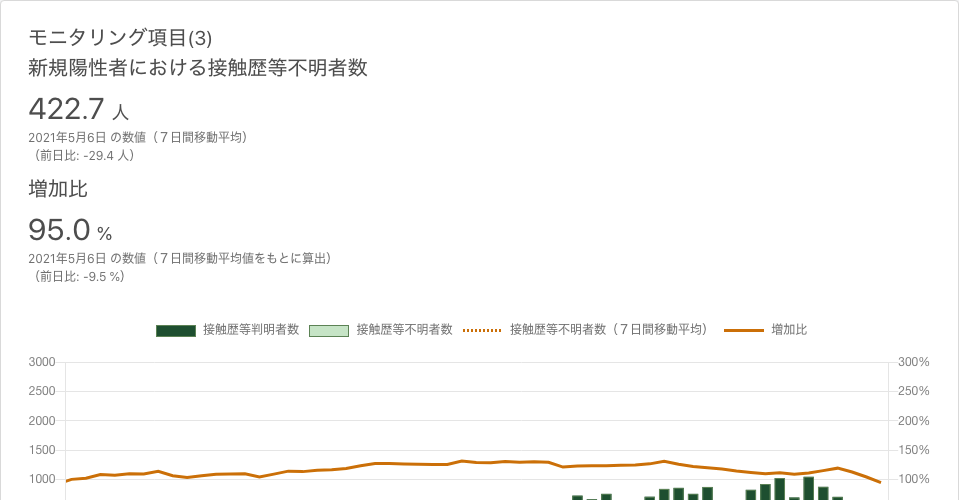 モニタリング項目(3)
新規陽性者における接触歴等不明者数
422.7 人
2021年5月6日 の数値（７日間移動平均）
（前日比: -29.4 人）
増加比
95.0 %
2021年5月6日 の数値（７日間移動平均値をもとに算出）
（前日比: -9.5 %）
接触歴等判明者数 接触歴等不明者数 接触歴等不明者数（７日間移動平均） 増加比
3000 300%
2500 250%
2000 200%
1500 150%
1000 100%